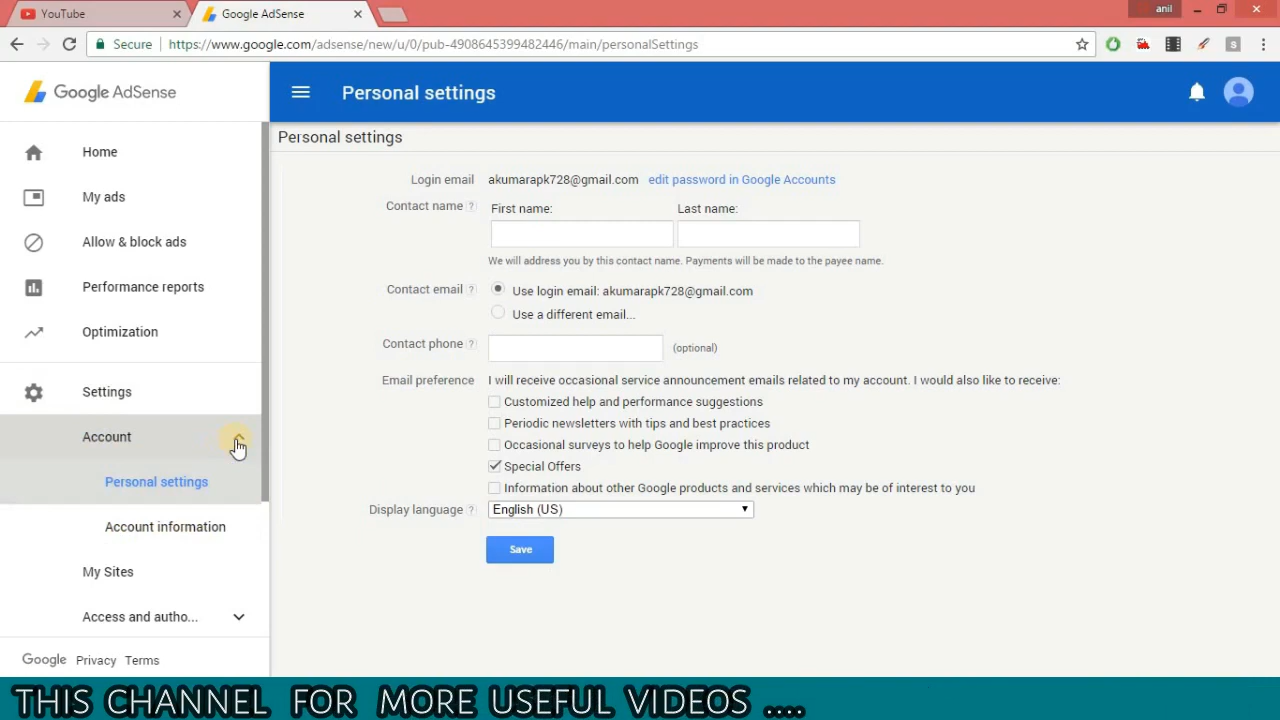 YouTube
Google AdSense
anil
Secure https://www.google.com/adsense/new/u/0/pub-4908645399482446/main/personalSettings
S
Google AdSense
Personal settings
Home
My ads
Allow & block ads
Performance reports
Optimization
Settings
Account
Personal settings
Account information
My Sites
Access and autho...
Google Privacy Terms
Personal settings
Login email akumarapk728@gmail.com edit password in Google Accounts
Contact name ? First name: Last name:
We will address you by this contact name. Payments will be made to the payee name.
Contact email ? Use login email: akumarapk728@gmail.com
Use a different email...
Contact phone ? (optional)
Email preference I will receive occasional service announcement emails related to my account. I would also like to receive:
Customized help and performance suggestions
Periodic newsletters with tips and best practices
Occasional surveys to help Google improve this product
Special Offers
Information about other Google products and services which may be of interest to you
Display language ? English (US)
Save
THIS CHANNEL FOR MORE USEFUL VIDEOS ....